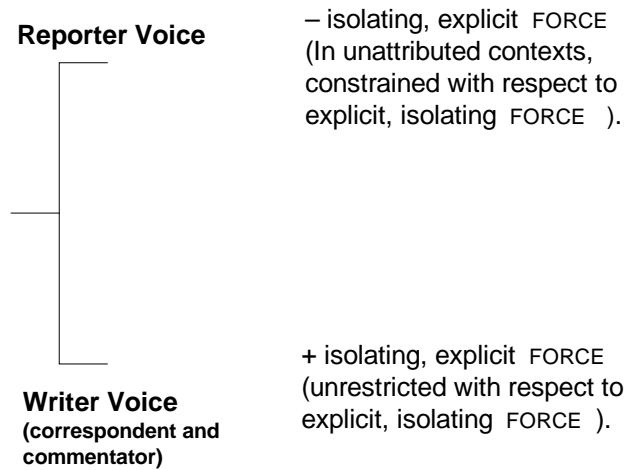 Reporter Voice
– isolating, explicit FORCE
(In unattributed contexts,
constrained with respect to
explicit, isolating FORCE ).
Writer Voice
(correspondent and
commentator)
+ isolating, explicit FORCE
(unrestricted with respect to
explicit, isolating FORCE ).